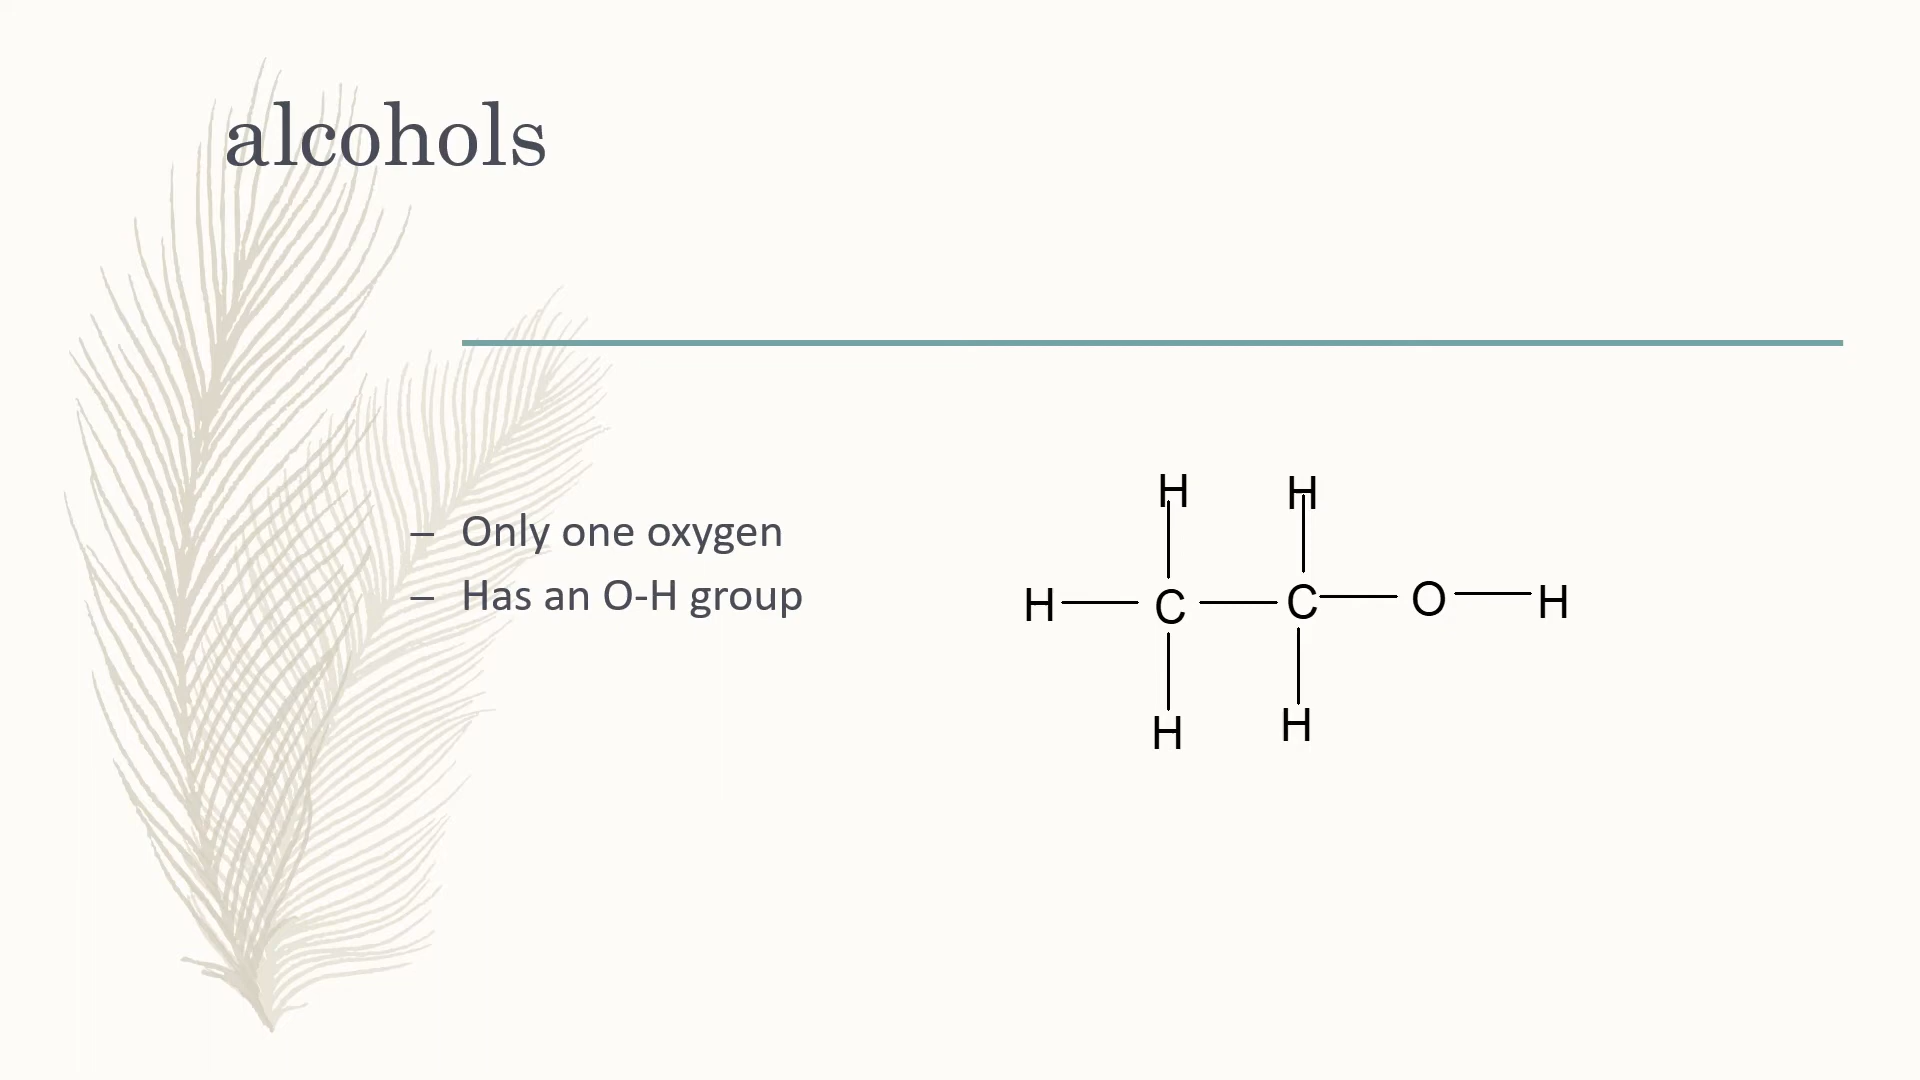 alcohols
– Only one oxygen
– Has an O-H group
H H
H C C O H
H H